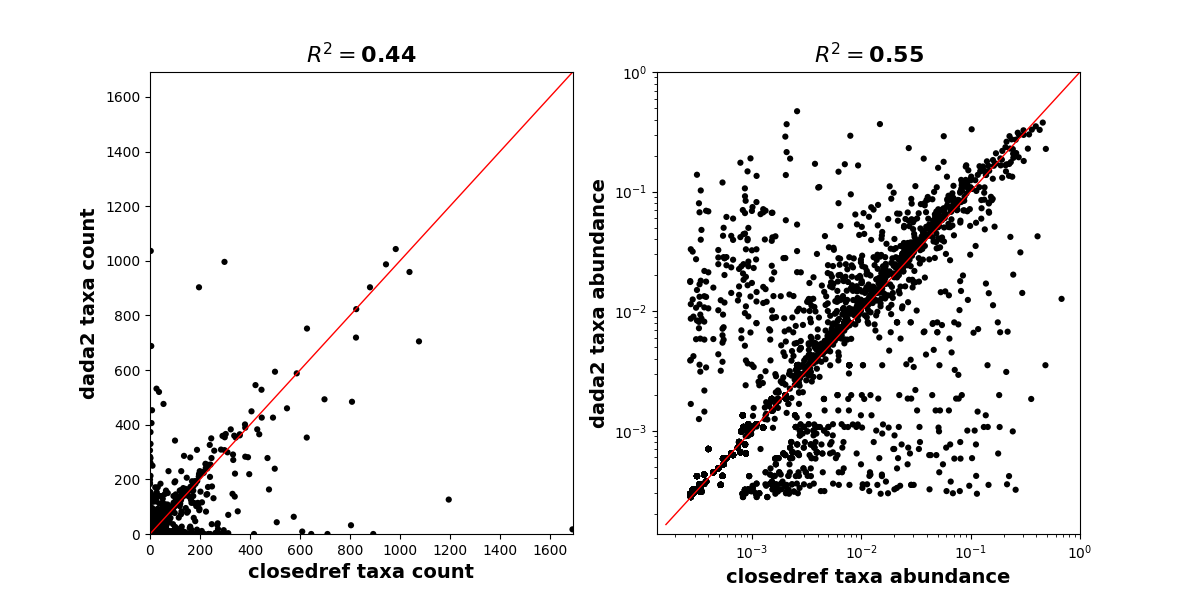 R² = 0.44
1600
1400
1200
1000
800
600
400
200
0
0 200 400 600 800 1000 1200 1400 1600
closedref taxa count
dada2 taxa count
R² = 0.55
10⁰
10⁻¹
10⁻²
10⁻³
10⁻³ 10⁻² 10⁻¹ 10⁰
closedref taxa abundance
dada2 taxa abundance